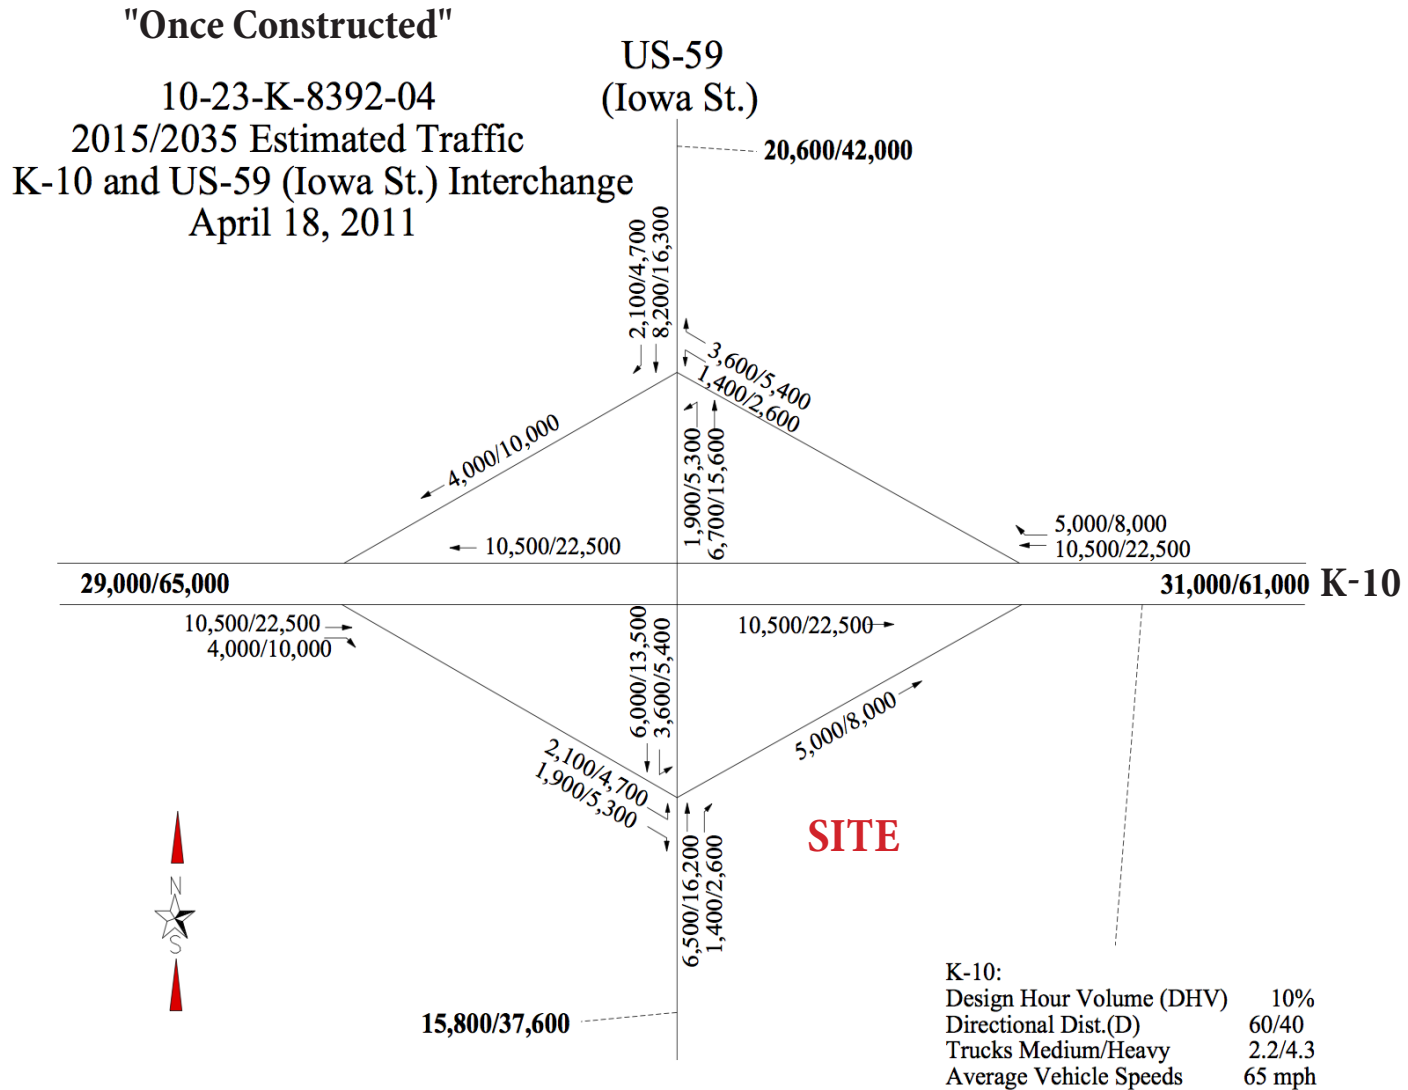 "Once Constructed"
10-23-K-8392-04
2015/2035 Estimated Traffic
K-10 and US-59 (Iowa St.) Interchange
April 18, 2011
US-59
(Iowa St.)
20,600/42,000
2,100/4,700
8,200/16,300
3,600/5,400
1,400/2,600
4,000/10,000
1,900/5,300
6,700/15,600
10,500/22,500
5,000/8,000
10,500/22,500
29,000/65,000
31,000/61,000
K-10
10,500/22,500
4,000/10,000
6,000/13,500
3,600/5,400
10,500/22,500
2,100/4,700
1,900/5,300
5,000/8,000
SITE
6,500/16,200
1,400/2,600
N
S
15,800/37,600
K-10:
Design Hour Volume (DHV) 10%
Directional Dist.(D) 60/40
Trucks Medium/Heavy 2.2/4.3
Average Vehicle Speeds 65 mph